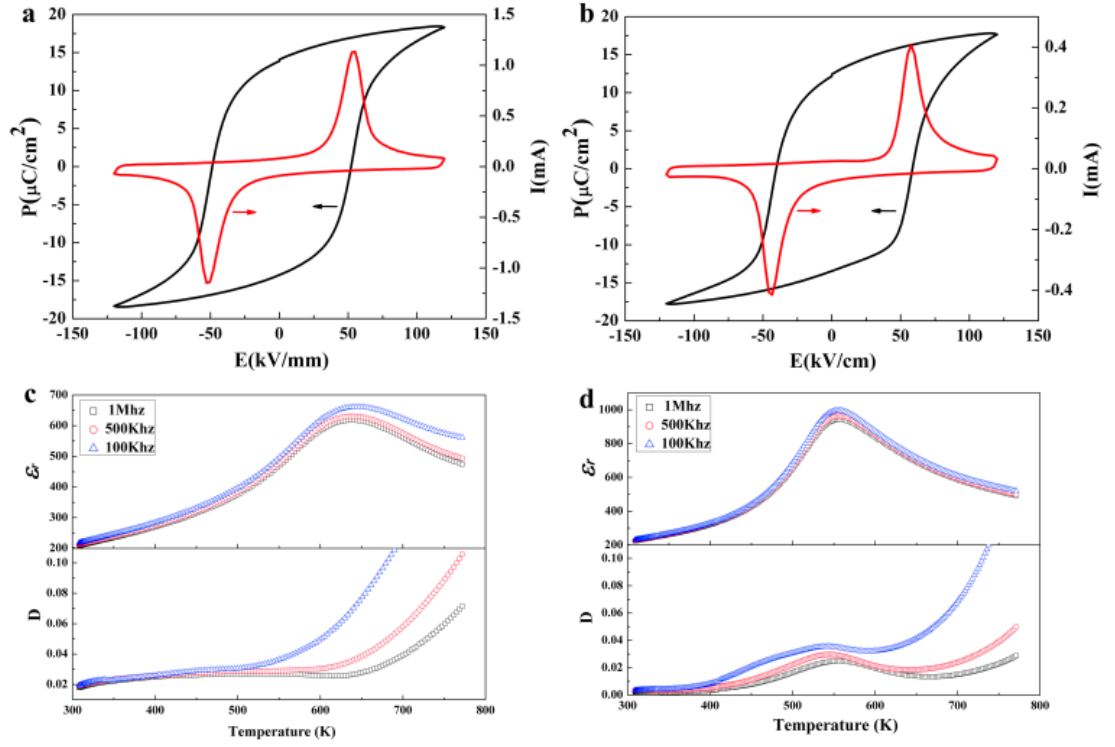 a
20
15
10
5
0
-5
-10
-15
-20
P(μC/cm²)
1.5
1.0
0.5
0.0
-0.5
-1.0
-1.5
I(mA)
-150 -100 -50 0 50 100 150
E(kV/mm)
b
20
15
10
5
0
-5
-10
-15
-20
P(μC/cm²)
0.4
0.2
0.0
-0.2
-0.4
I(mA)
-150 -100 -50 0 50 100 150
E(kV/cm)
c
700
600
500
400
300
200
εr
1Mhz
500Khz
100Khz
0.10
0.08
0.06
0.04
0.02
D
300 400 500 600 700 800
Temperature (K)
d
1000
800
600
400
200
εr
1Mhz
500Khz
100Khz
0.10
0.08
0.06
0.04
0.02
0.00
D
300 400 500 600 700 800
Temperature (K)